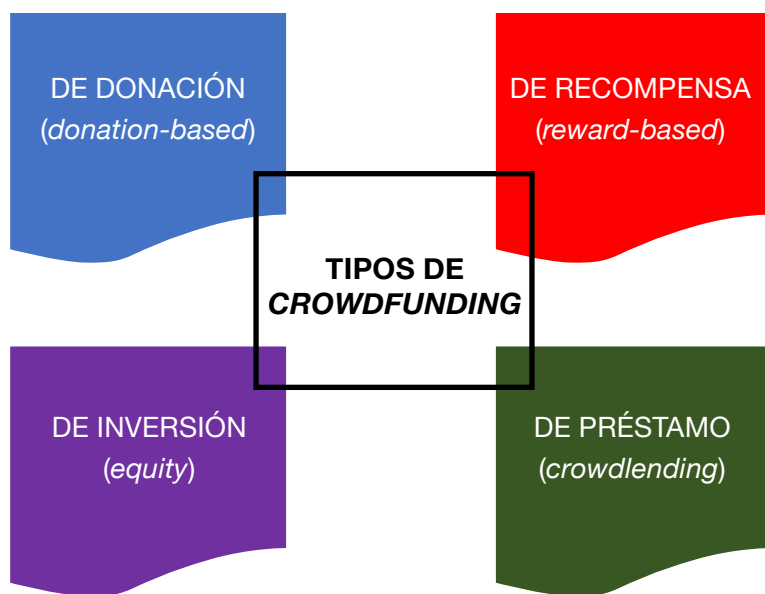 DE DONACIÓN
(donation-based)
DE RECOMPENSA
(reward-based)
TIPOS DE
CROWDFUNDING
DE INVERSIÓN
(equity)
DE PRÉSTAMO
(crowdlending)